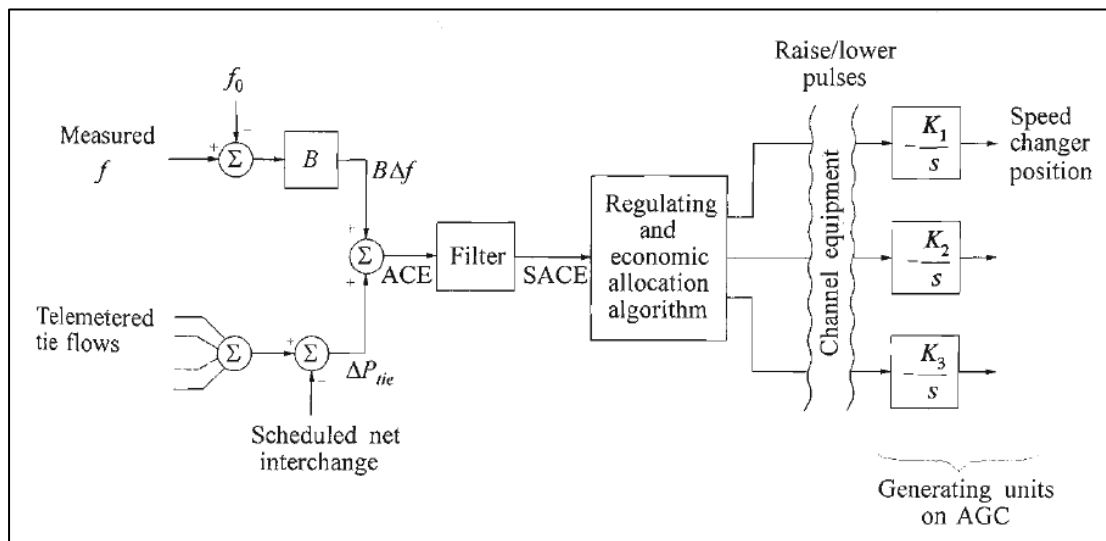 Raise/lower
pulses
f₀
Measured
f
+
−
Σ
B
BΔf
+
Σ
+
ACE
Filter
SACE
Regulating
and
economic
allocation
algorithm
Channel equipment
−K₁/s
−K₂/s
−K₃/s
Speed
changer
position
Telemetered
tie flows
Σ
+
Σ
−
ΔP_tie
Scheduled net
interchange
Generating units
on AGC